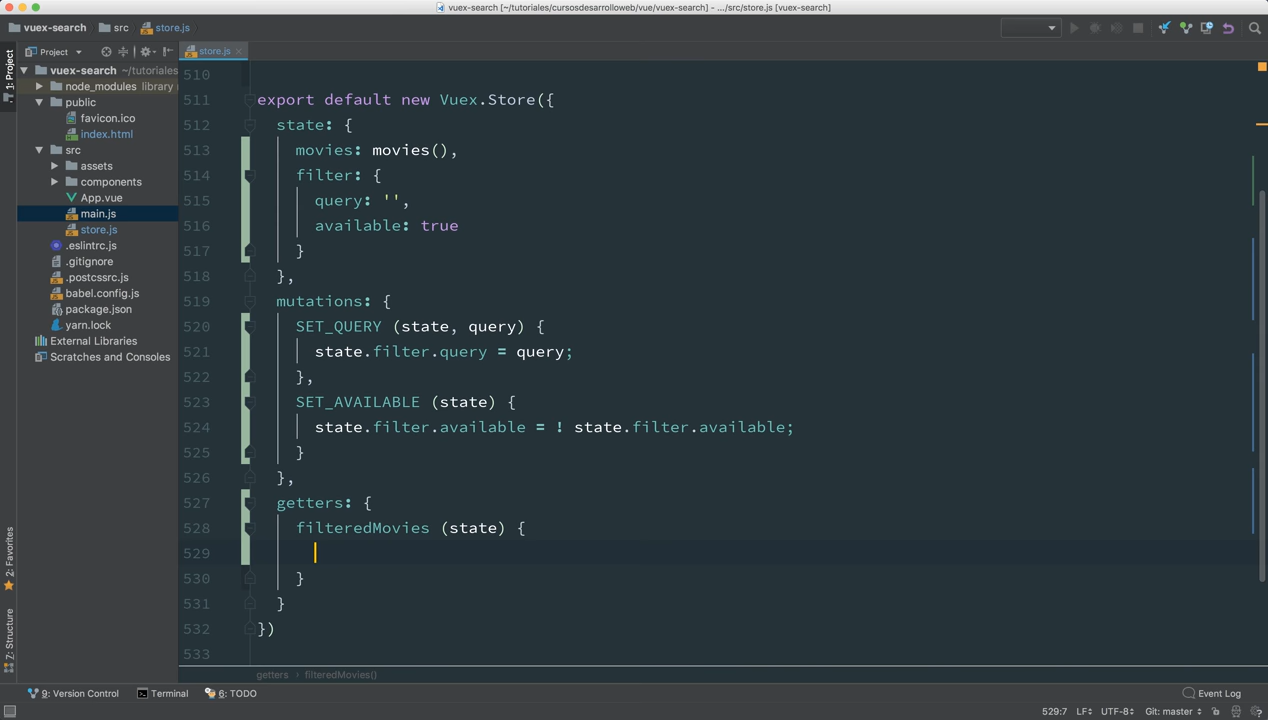 vuex-search [~/tutoriales/cursosdesarrolloweb/vue/vuex-search] - .../src/store.js [vuex-search]
vuex-search
src
store.js
1: Project
Project
store.js
vuex-search ~/tutoriales
node_modules library
public
favicon.ico
index.html
src
assets
components
App.vue
main.js
store.js
.eslintrc.js
.gitignore
.postcssrc.js
babel.config.js
package.json
yarn.lock
External Libraries
Scratches and Consoles
2: Favorites
Z: Structure
510
511 export default new Vuex.Store({
512 state: {
513 movies: movies(),
514 filter: {
515 query: '',
516 available: true
517 }
518 },
519 mutations: {
520 SET_QUERY (state, query) {
521 state.filter.query = query;
522 },
523 SET_AVAILABLE (state) {
524 state.filter.available = ! state.filter.available;
525 }
526 },
527 getters: {
528 filteredMovies (state) {
529
530 }
531 }
532 })
533
getters filteredMovies()
9: Version Control
Terminal
6: TODO
Event Log
529:7 LF UTF-8 Git: master